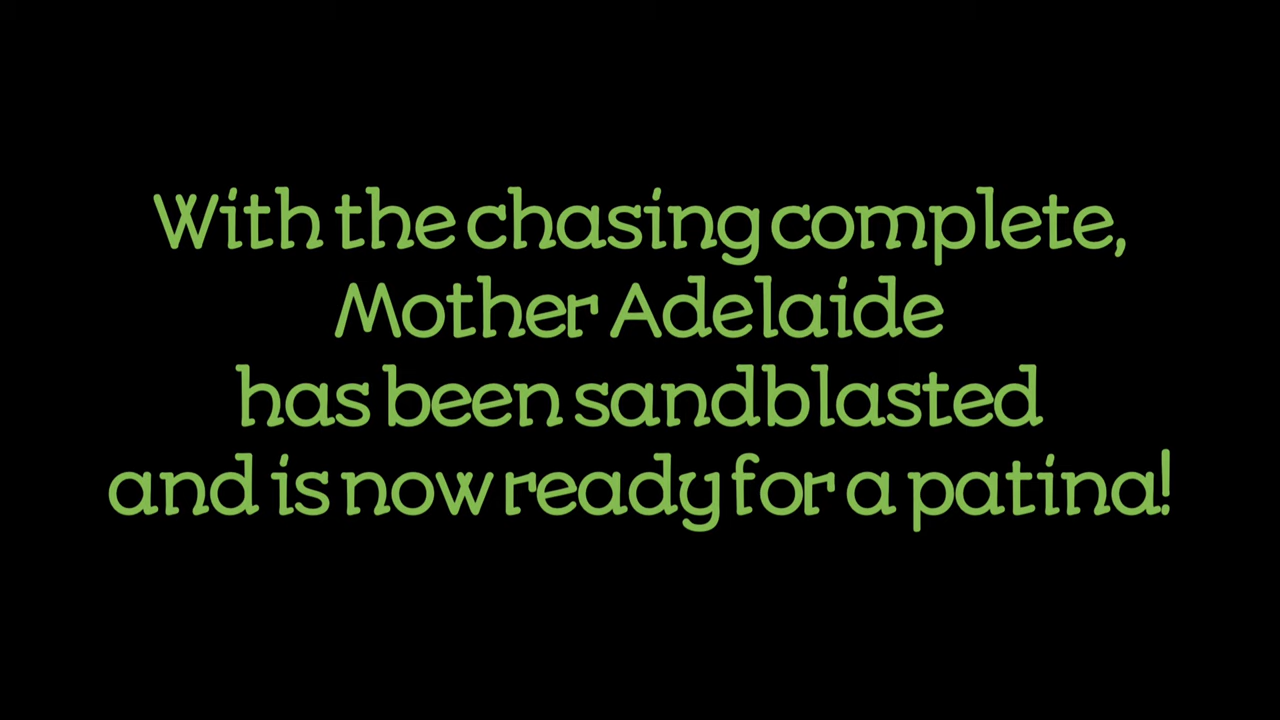 With the chasing complete,
Mother Adelaide
has been sandblasted
and is now ready for a patina!